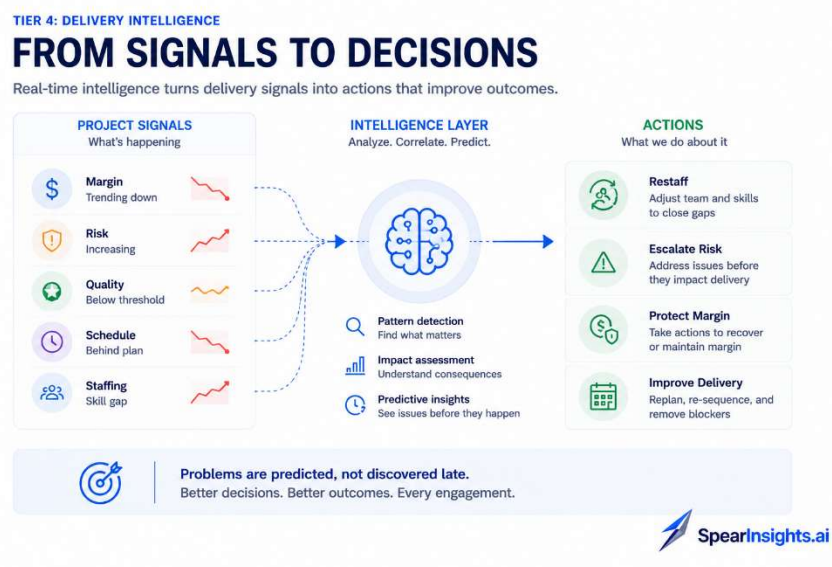 TIER 4: DELIVERY INTELLIGENCE
FROM SIGNALS TO DECISIONS
Real-time intelligence turns delivery signals into actions that improve outcomes.
PROJECT SIGNALS
What's happening
Margin
Trending down
Risk
Increasing
Quality
Below threshold
Schedule
Behind plan
Staffing
Skill gap
INTELLIGENCE LAYER
Analyze. Correlate. Predict.
Pattern detection
Find what matters
Impact assessment
Understand consequences
Predictive insights
See issues before they happen
ACTIONS
What we do about it
Restaff
Adjust team and skills
to close gaps
Escalate Risk
Address issues before
they impact delivery
Protect Margin
Take actions to recover
or maintain margin
Improve Delivery
Replan, re-sequence, and
remove blockers
Problems are predicted, not discovered late.
Better decisions. Better outcomes. Every engagement.
SpearInsights.ai